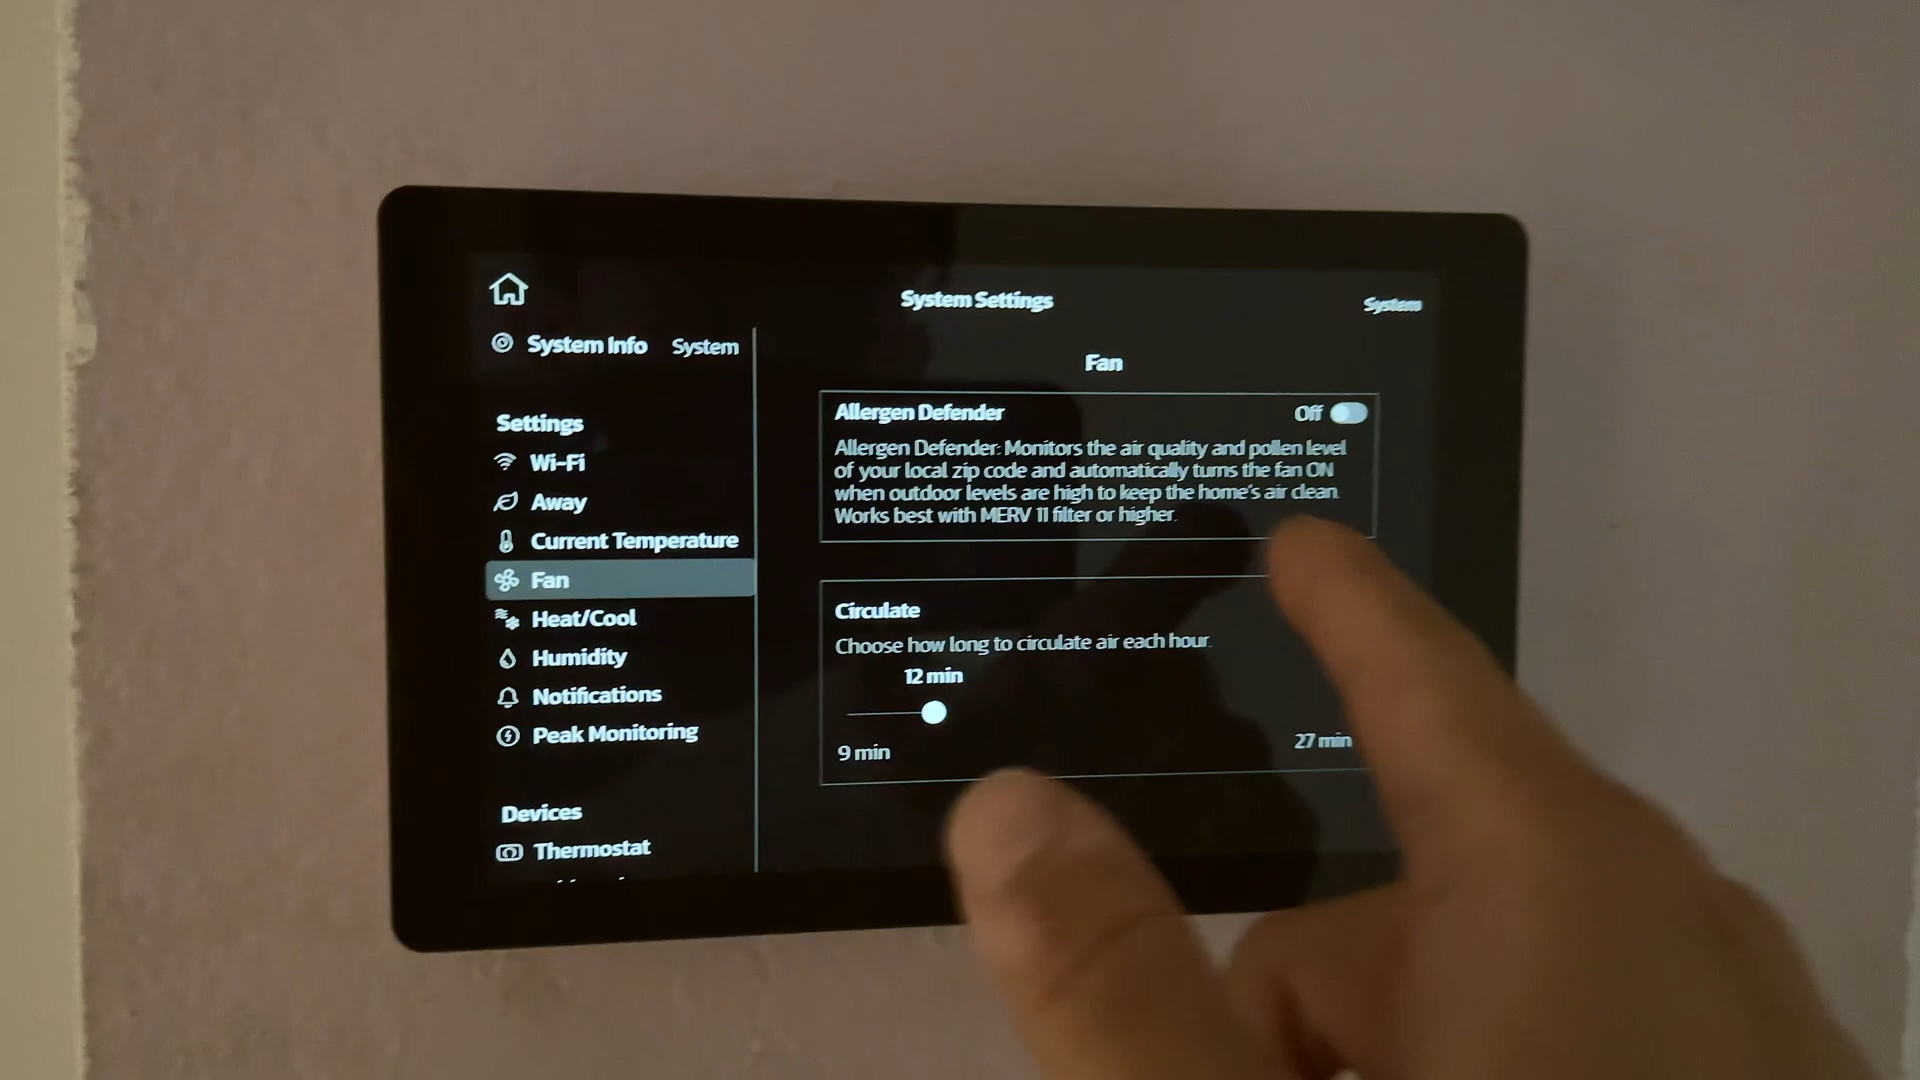 System Settings
System
System Info System
Settings
Wi-Fi
Away
Current Temperature
Fan
Heat/Cool
Humidity
Notifications
Peak Monitoring
Devices
Thermostat
Fan
Allergen Defender
Off
Allergen Defender: Monitors the air quality and pollen level
of your local zip code and automatically turns the fan ON
when outdoor levels are high to keep the home's air clean.
Works best with MERV 11 filter or higher.
Circulate
Choose how long to circulate air each hour.
12 min
9 min
27 min